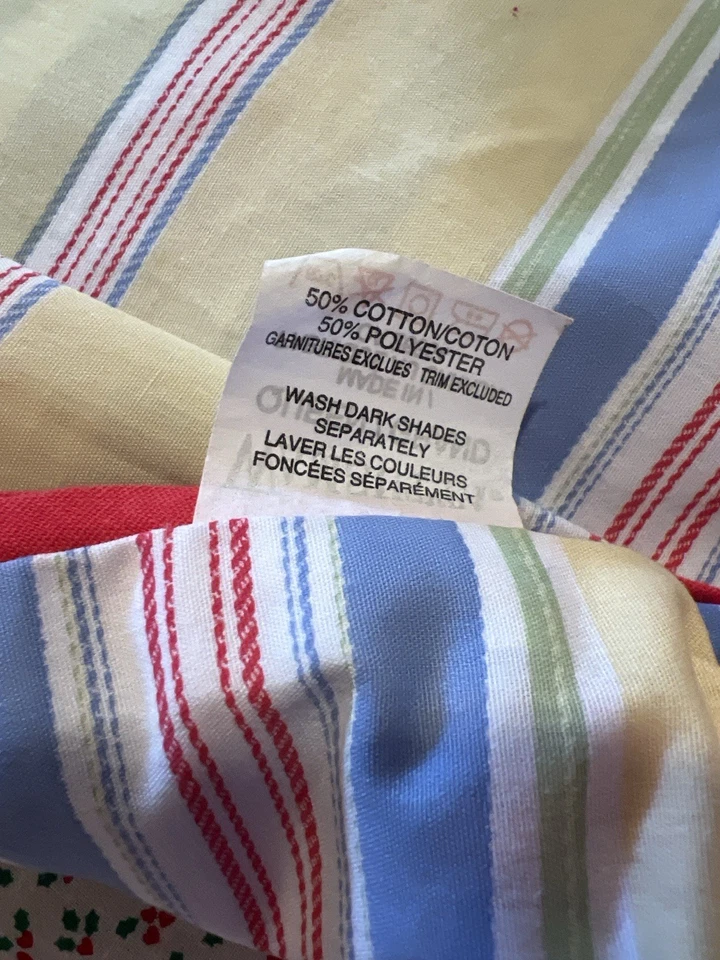 50% COTTON/COTON
50% POLYESTER
GARNITURES EXCLUES TRIM EXCLUDED
WASH DARK SHADES
SEPARATELY
LAVER LES COULEURS
FONCÉES SÉPARÉMENT